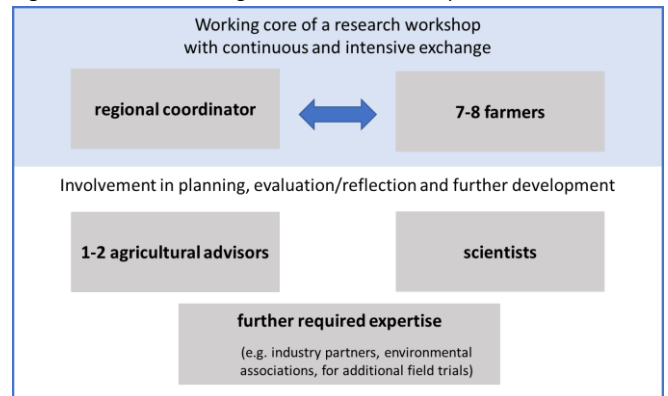 Working core of a research workshop
with continuous and intensive exchange
regional coordinator
7-8 farmers
Involvement in planning, evaluation/reflection and further development
1-2 agricultural advisors
scientists
further required expertise
(e.g. industry partners, environmental
associations, for additional field trials)